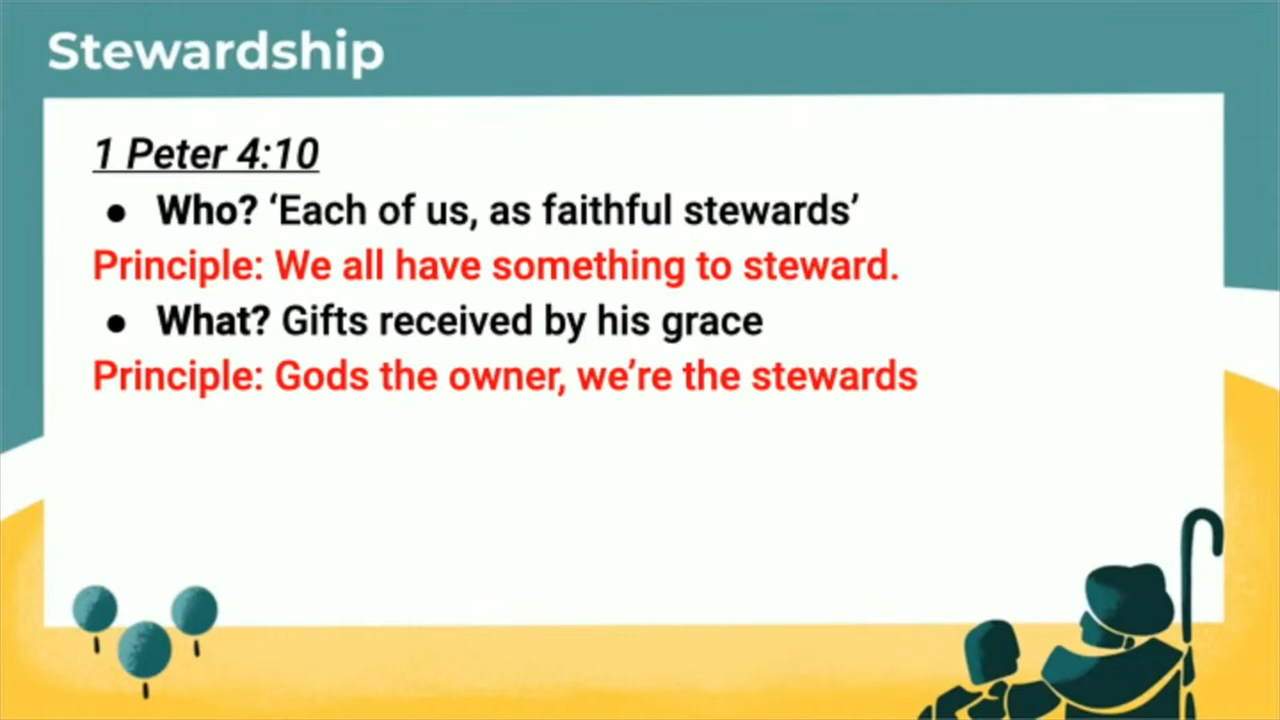 Stewardship
1 Peter 4:10
● Who? ‘Each of us, as faithful stewards’
Principle: We all have something to steward.
● What? Gifts received by his grace
Principle: Gods the owner, we’re the stewards